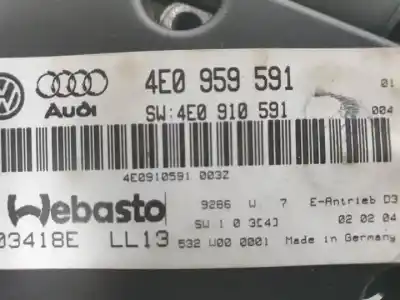 4E0 959 591 01
Audi SW:4E0 910 591 004
4E0910591 003Z
Webasto 9286 W 7 E-Antrieb D3
SW 1 0 3[4] 02 02 04
03418E LL13 532 W00 0001 Made in Germany